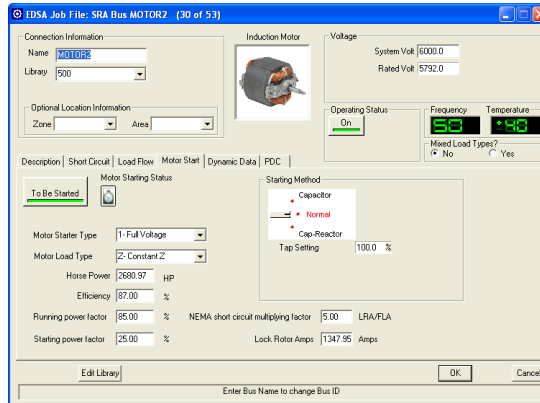 EDSA Job File: SRA Bus MOTOR2 (30 of 53)
Connection Information
Name MOTOR2
Library 500
Optional Location Information
Zone Area
Induction Motor
Voltage
System Volt 6000.0
Rated Volt 5792.0
Operating Status
On
Frequency
50
Temperature
±40
Mixed Load Types?
No Yes
Description Short Circuit Load Flow Motor Start Dynamic Data PDC
To Be Started
Motor Starting Status
Motor Starter Type 1- Full Voltage
Motor Load Type Z- Constant Z
Horse Power 2680.97 HP
Efficiency 87.00 %
Running power factor 85.00 %
Starting power factor 25.00 %
Starting Method
Capacitor
Normal
Cap-Reactor
Tap Setting 100.0 %
NEMA short circuit multiplying factor 5.00 LRA/FLA
Lock Rotor Amps 1347.95 Amps
Edit Library
OK
Cancel
Enter Bus Name to change Bus ID